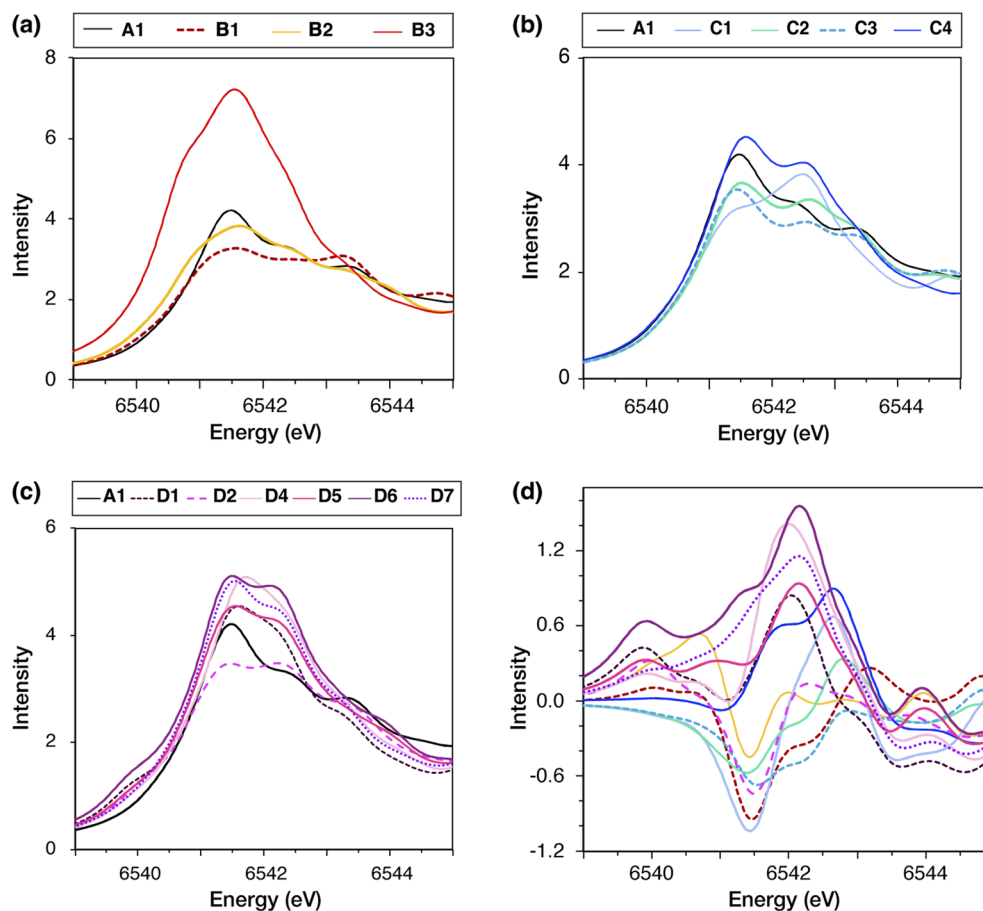 (a)
A1 B1 B2 B3
8
6
4
2
0
Intensity
6540 6542 6544
Energy (eV)
(b)
A1 C1 C2 C3 C4
6
4
2
0
Intensity
6540 6542 6544
Energy (eV)
(c)
A1 D1 D2 D4 D5 D6 D7
6
4
2
0
Intensity
6540 6542 6544
Energy (eV)
(d)
1.2
0.6
0.0
-0.6
-1.2
Intensity
6540 6542 6544
Energy (eV)